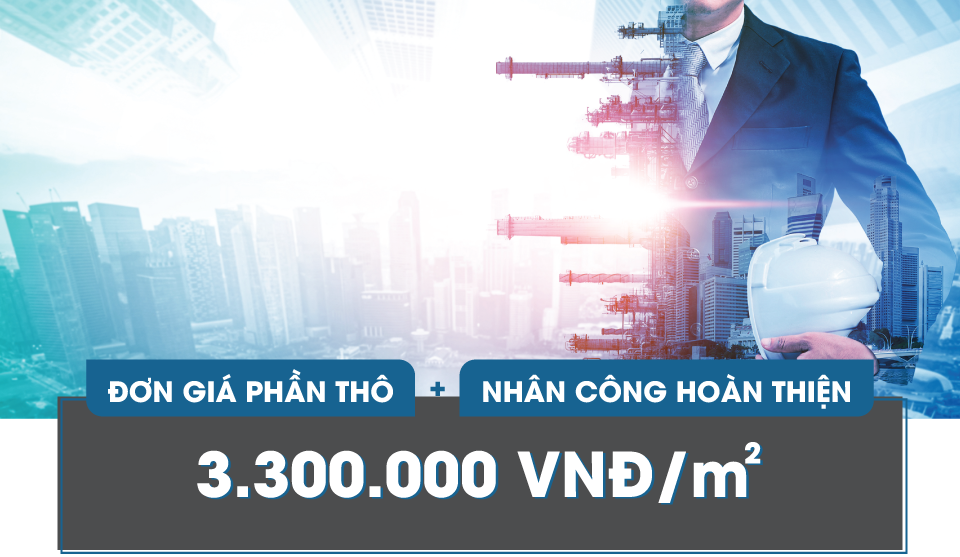 ĐƠN GIÁ PHẦN THÔ + NHÂN CÔNG HOÀN THIỆN
3.300.000 VNĐ/m²